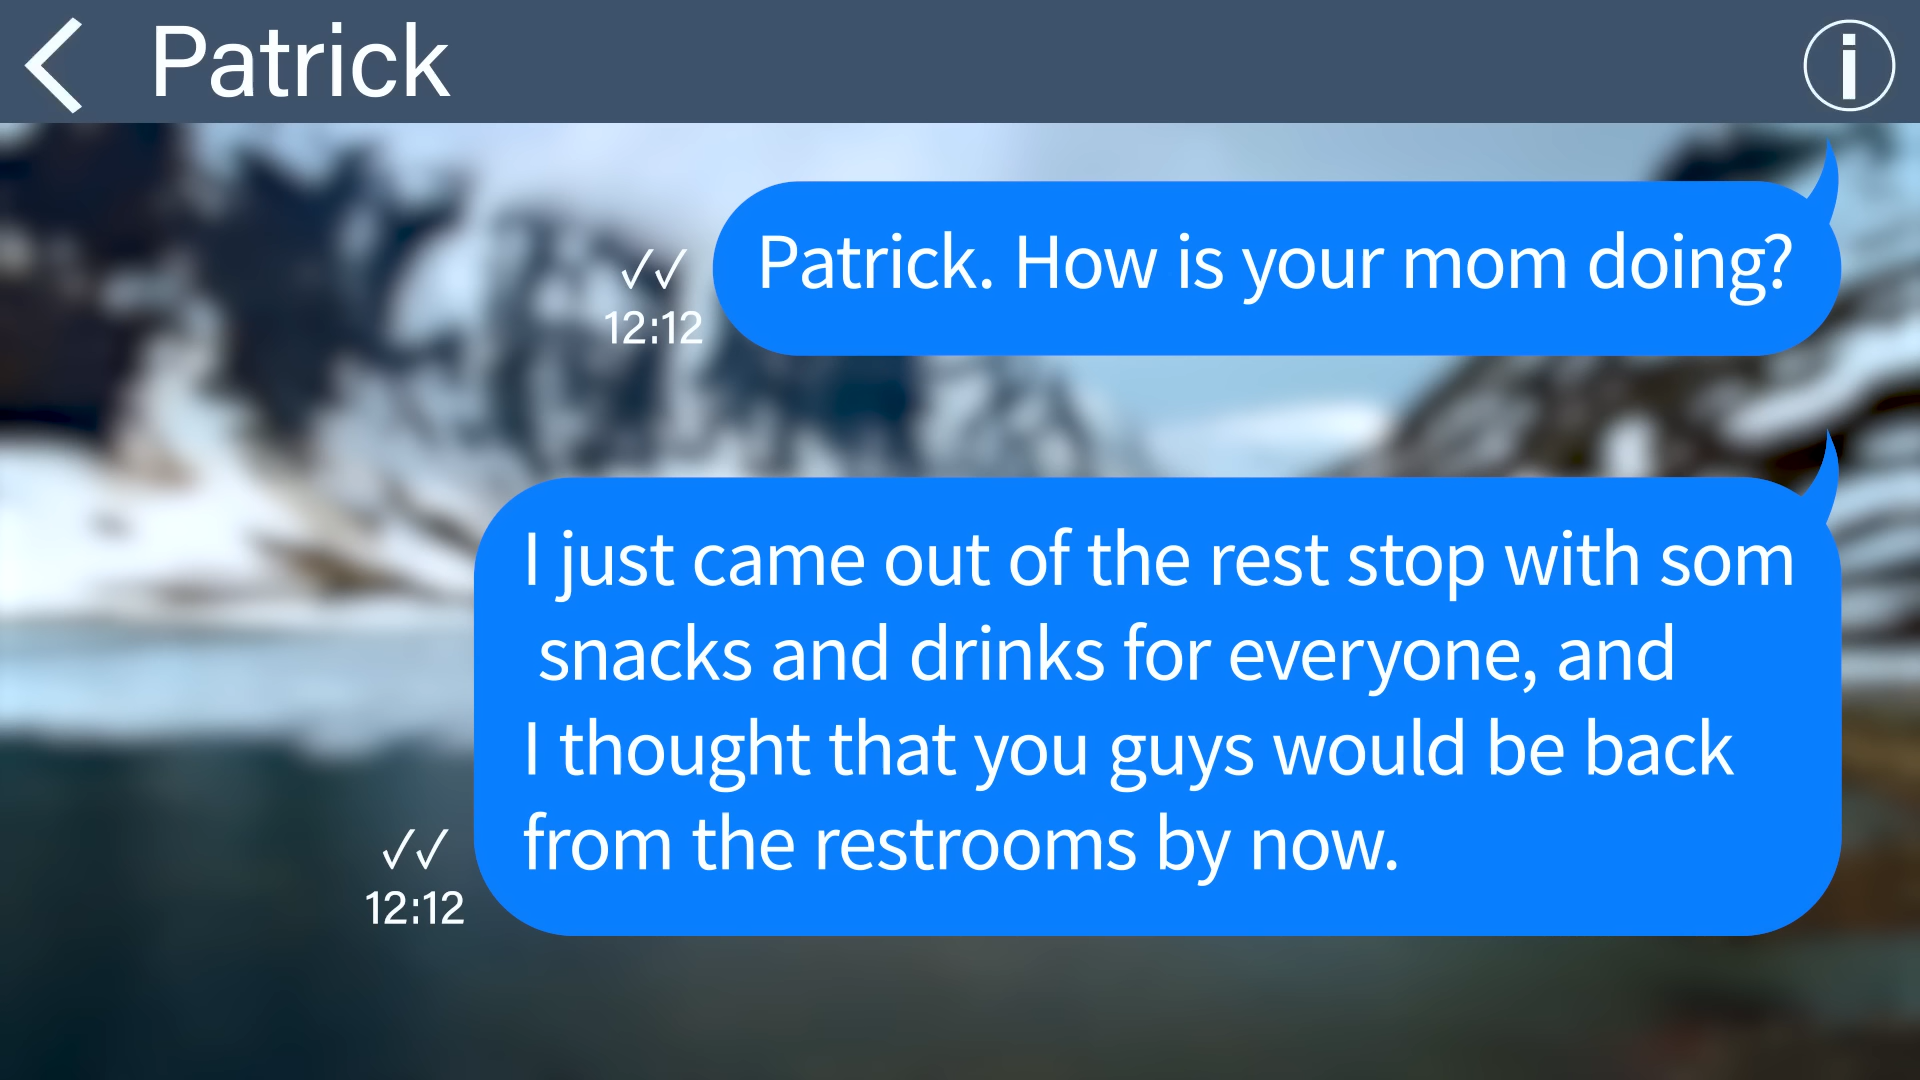 Patrick
Patrick. How is your mom doing?
✓✓
12:12
I just came out of the rest stop with som
snacks and drinks for everyone, and
I thought that you guys would be back
from the restrooms by now.
✓✓
12:12